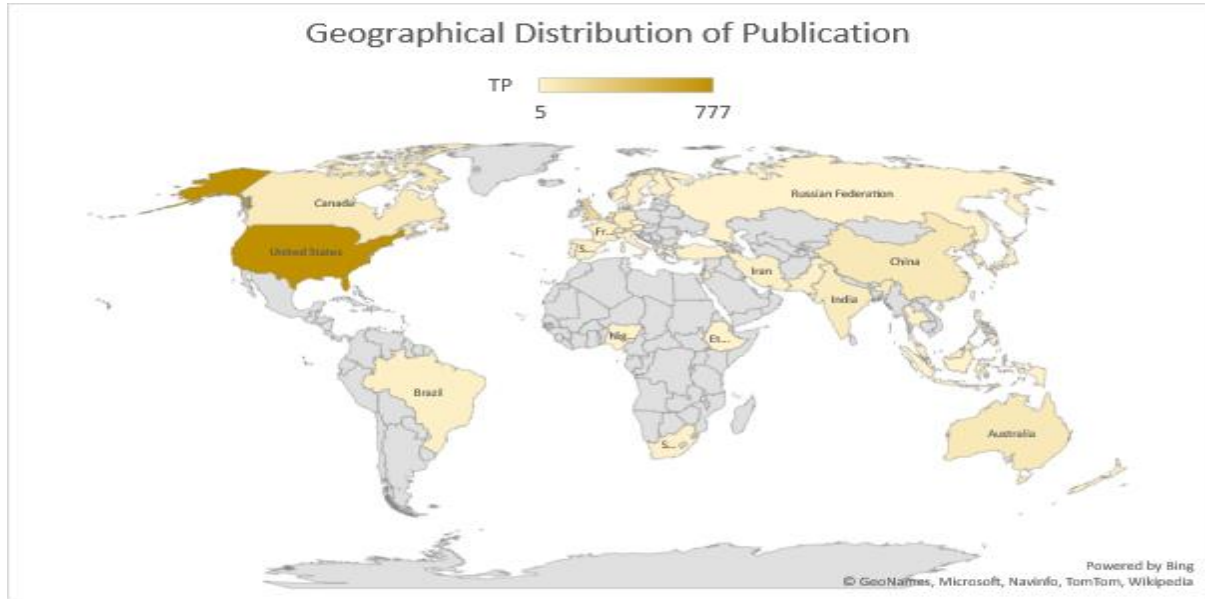 Geographical Distribution of Publication
TP
5 777
Russian Federation
Canada
Fr...
United States
S...
China
Iran
India
Nig...
Et...
Brazil
Australia
S...
Powered by Bing
© GeoNames, Microsoft, Navinfo, TomTom, Wikipedia